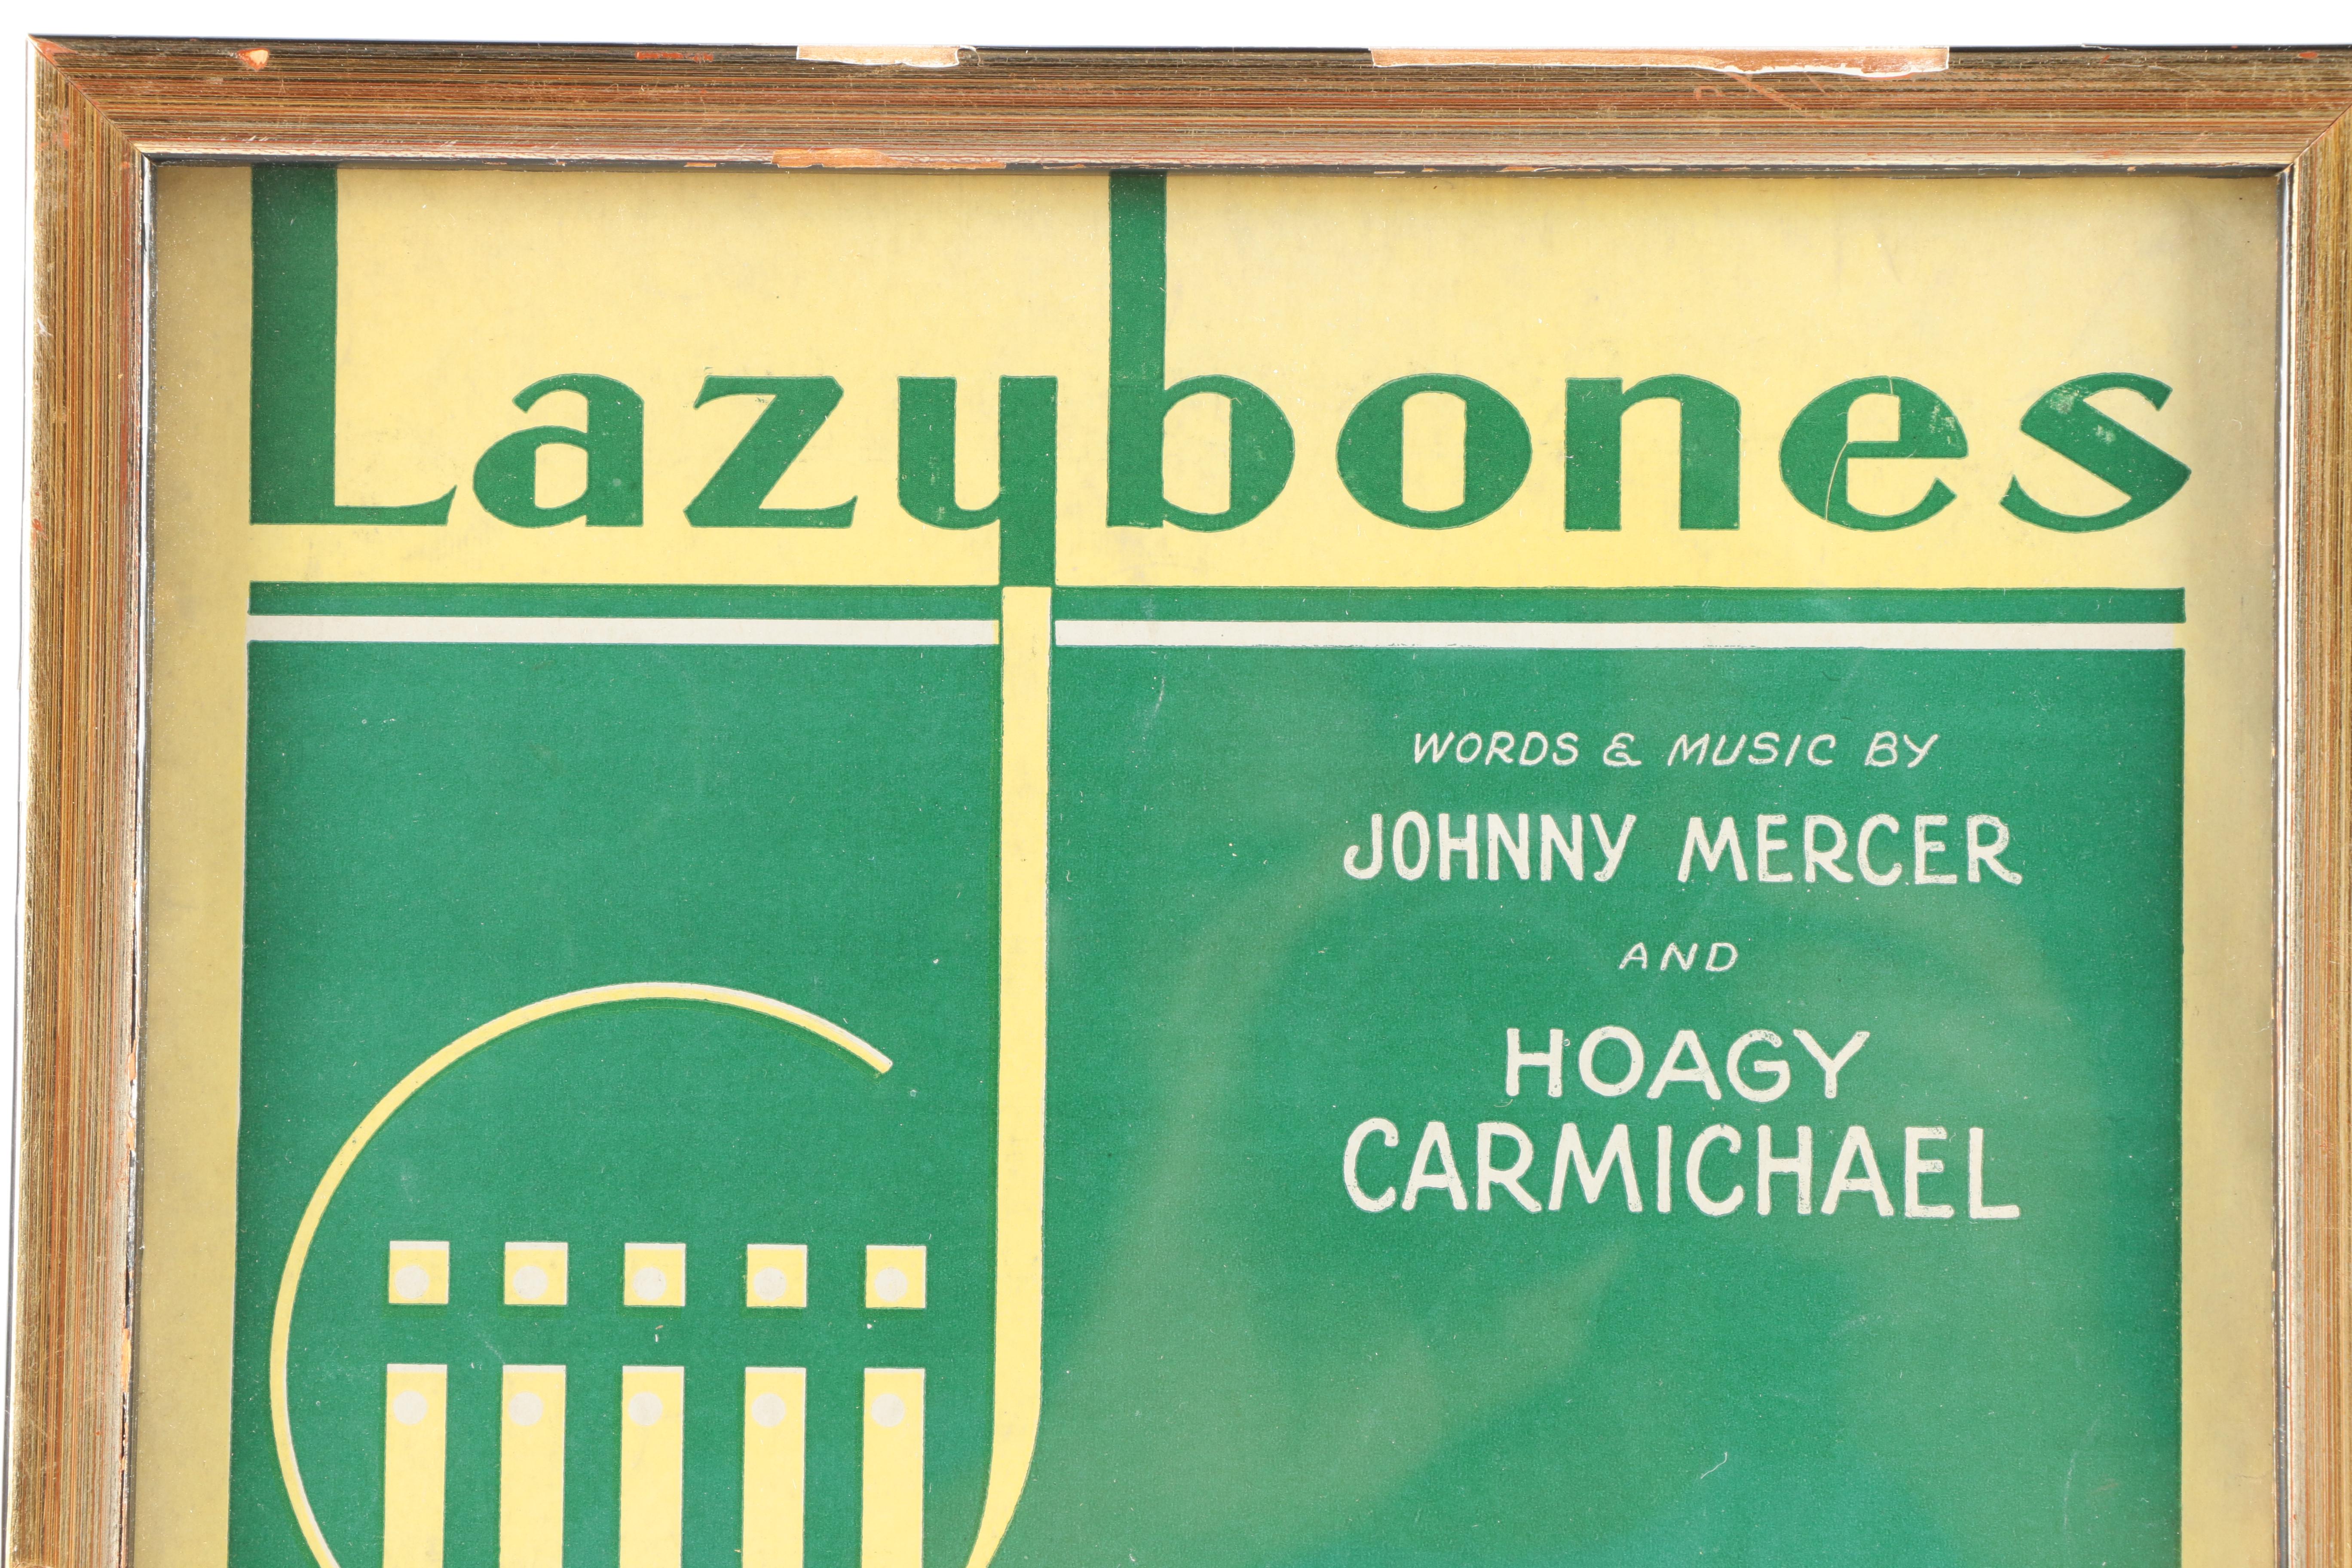 Lazybones
WORDS & MUSIC BY
JOHNNY MERCER
AND
HOAGY
CARMICHAEL